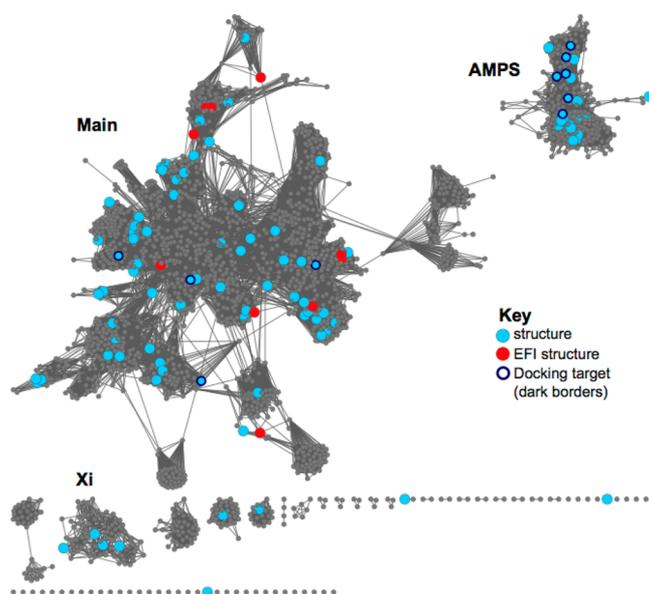 AMPS
Main
Key
structure
EFI structure
Docking target
(dark borders)
Xi